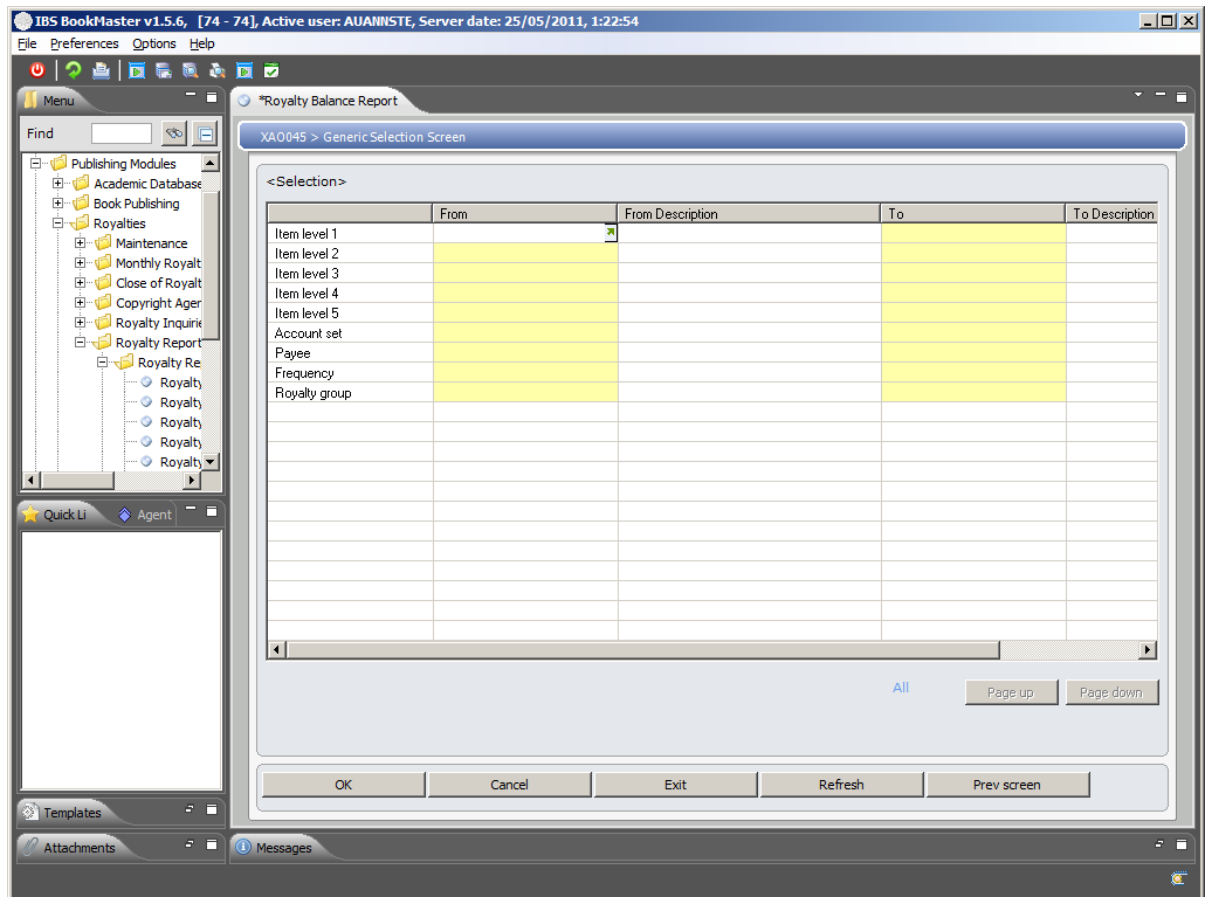 IBS BookMaster v1.5.6, [74 - 74], Active user: AUANNSTE, Server date: 25/05/2011, 1:22:54
File Preferences Options Help
Menu
*Royalty Balance Report
Find
XAO045 > Generic Selection Screen
Publishing Modules
Academic Database
Book Publishing
Royalties
Maintenance
Monthly Royalt
Close of Royalt
Copyright Agen
Royalty Inquirie
Royalty Report
Royalty Re
Royalty
Royalty
Royalty
Royalty
Royalty
<Selection>
From From Description To To Description
Item level 1
Item level 2
Item level 3
Item level 4
Item level 5
Account set
Payee
Frequency
Royalty group
All Page up Page down
Quick Li Agent
OK Cancel Exit Refresh Prev screen
Templates
Attachments
Messages